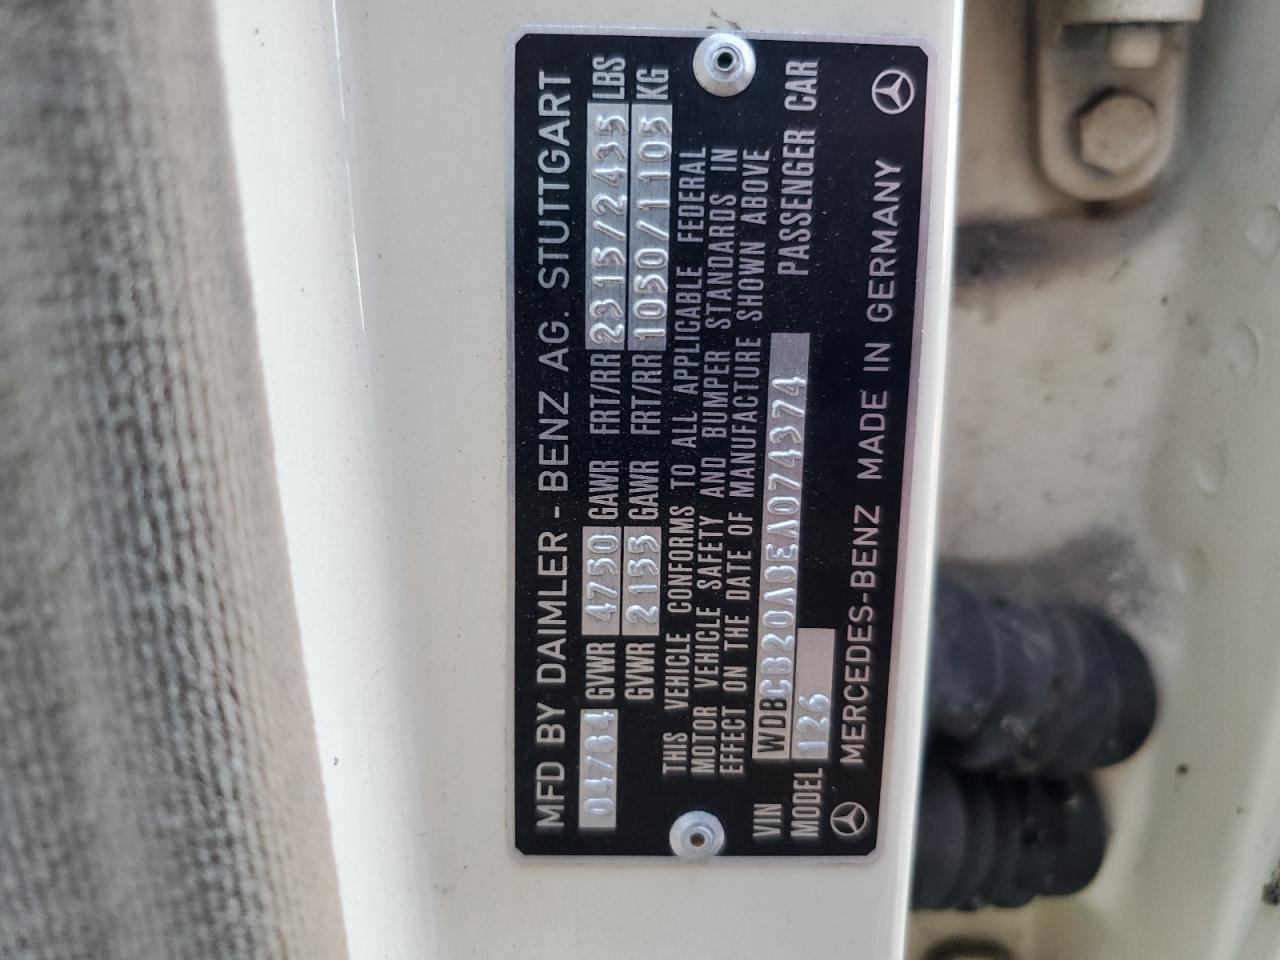 MFD BY DAIMLER - BENZ AG. STUTTGART
04/84 GVWR 4730 GAWR FRT/RR 2315/2435 LBS
GVWR 2155 GAWR FRT/RR 1050/1105 KG
THIS VEHICLE CONFORMS TO ALL APPLICABLE FEDERAL
MOTOR VEHICLE SAFETY AND BUMPER STANDARDS IN
EFFECT ON THE DATE OF MANUFACTURE SHOWN ABOVE
VIN WDBCB20A8EA074374 PASSENGER CAR
MODEL 126
MERCEDES-BENZ MADE IN GERMANY